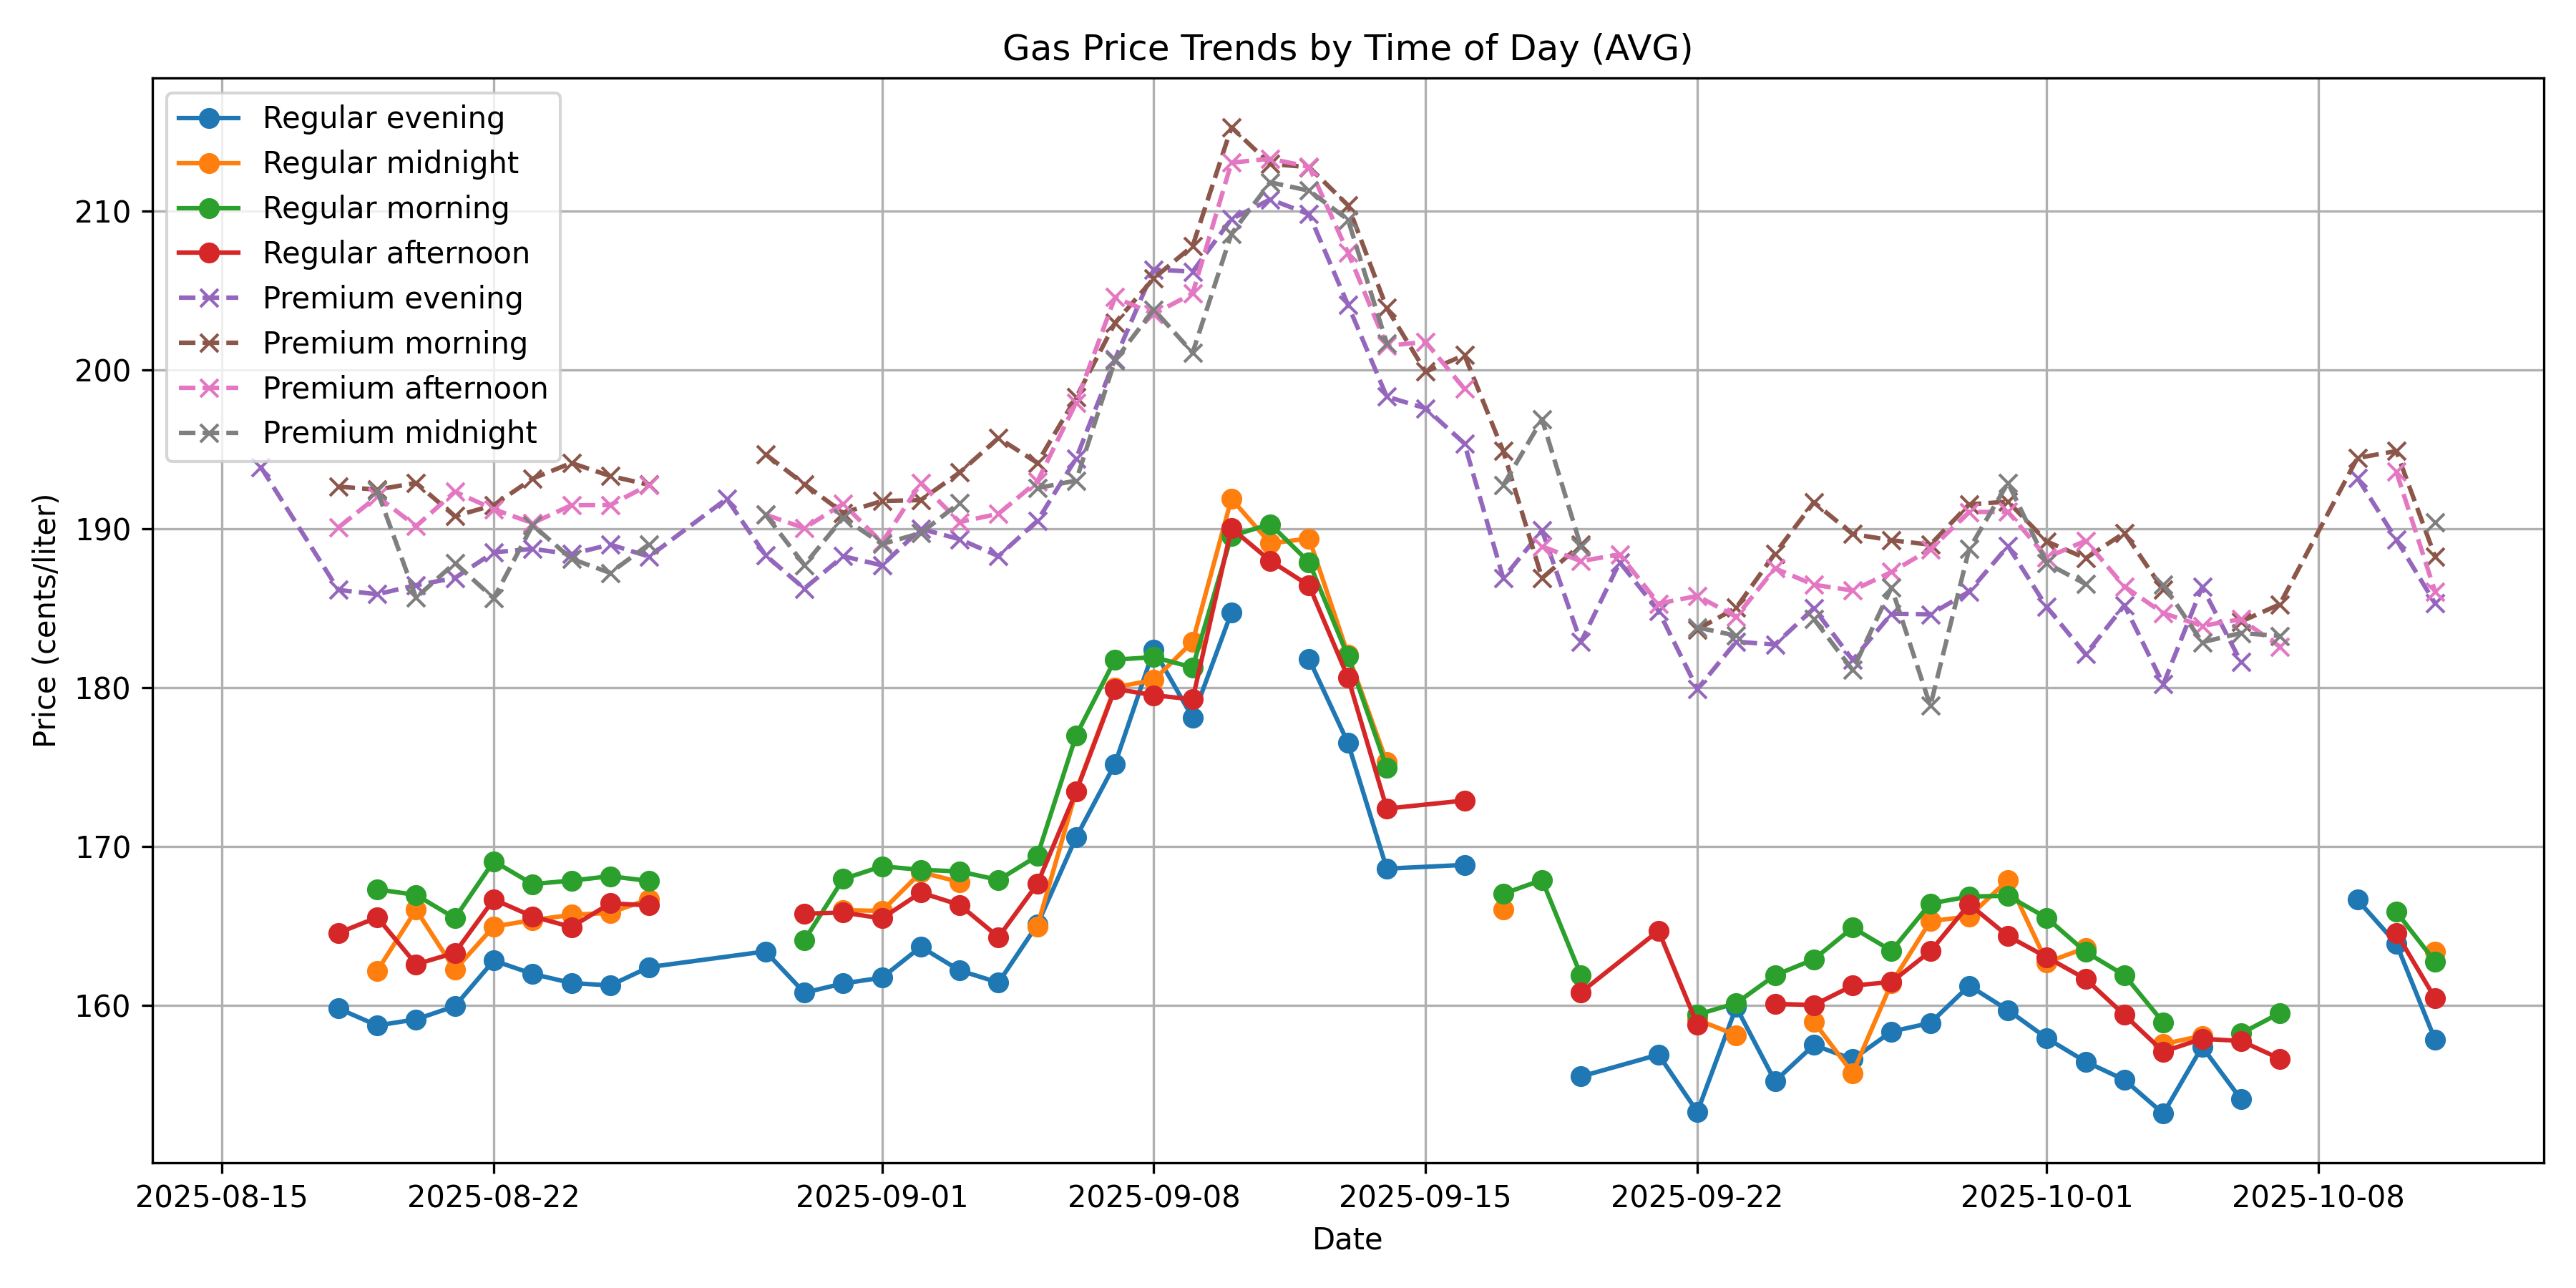 Gas Price Trends by Time of Day (AVG)
Regular evening
Regular midnight
Regular morning
Regular afternoon
Premium evening
Premium morning
Premium afternoon
Premium midnight
Price (cents/liter)
210
200
190
180
170
160
2025-08-15 2025-08-22 2025-09-01 2025-09-08 2025-09-15 2025-09-22 2025-10-01 2025-10-08
Date